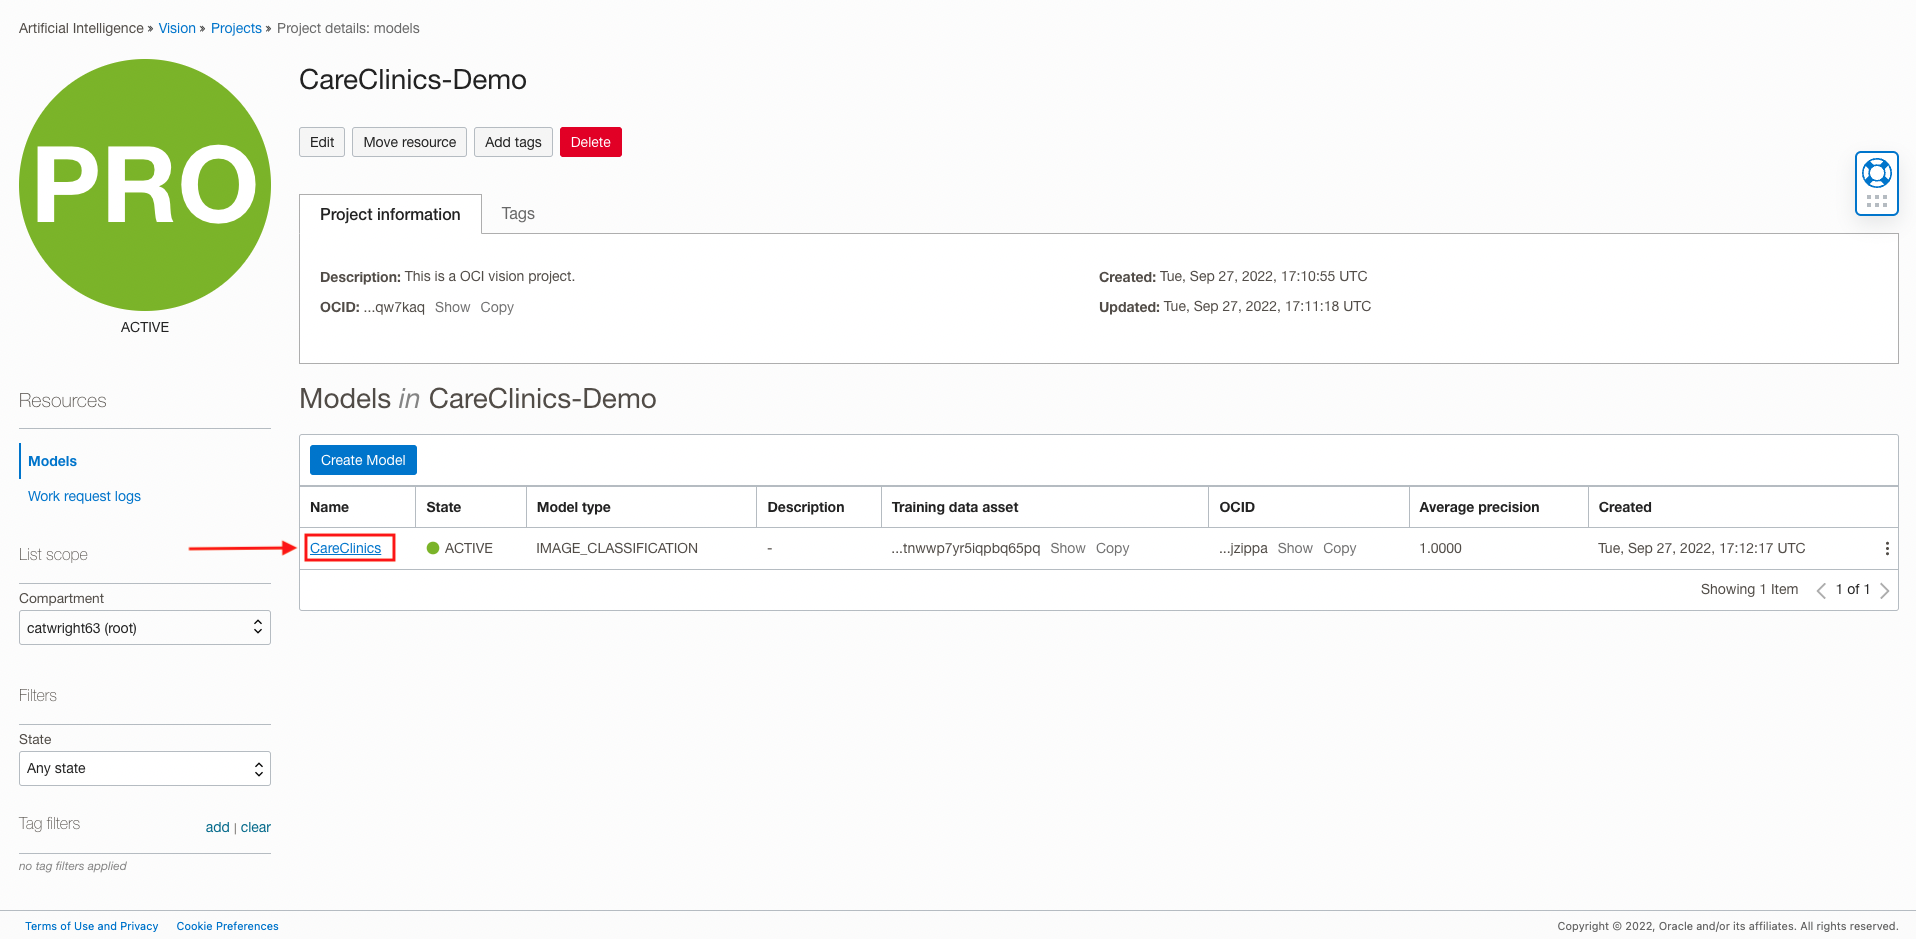 Artificial Intelligence » Vision » Projects » Project details: models
PRO
ACTIVE
CareClinics-Demo
Edit Move resource Add tags Delete
Project information Tags
Description: This is a OCI vision project.
OCID: ...qw7kaq Show Copy
Created: Tue, Sep 27, 2022, 17:10:55 UTC
Updated: Tue, Sep 27, 2022, 17:11:18 UTC
Resources
Models
Work request logs
List scope
Compartment
catwright63 (root)
Filters
State
Any state
Tag filters add | clear
no tag filters applied
Models in CareClinics-Demo
Create Model
Name State Model type Description Training data asset OCID Average precision Created
CareClinics ACTIVE IMAGE_CLASSIFICATION - ...tnwwp7yr5iqpbq65pq Show Copy ...jzippa Show Copy 1.0000 Tue, Sep 27, 2022, 17:12:17 UTC
Showing 1 Item 1 of 1
Terms of Use and Privacy Cookie Preferences
Copyright © 2022, Oracle and/or its affiliates. All rights reserved.